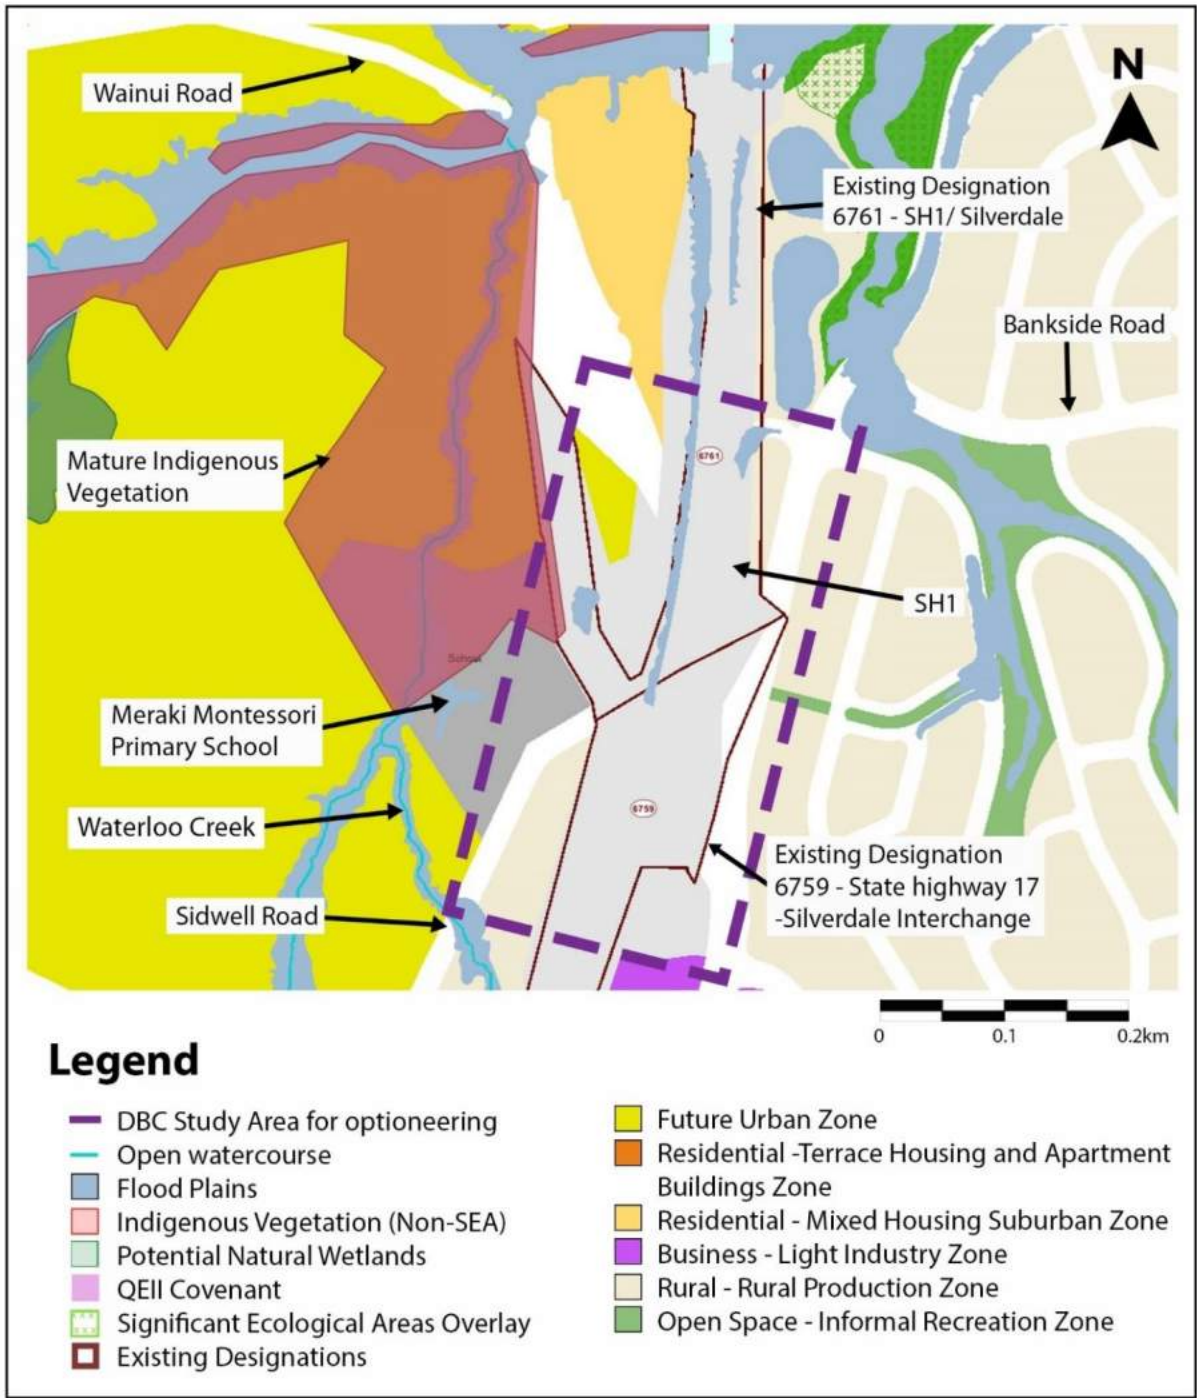 N
Wainui Road
Existing Designation
6761 - SH1/ Silverdale
Bankside Road
Mature Indigenous
Vegetation
6761
SH1
School
Meraki Montessori
Primary School
6759
Waterloo Creek
Existing Designation
6759 - State highway 17
-Silverdale Interchange
Sidwell Road
0 0.1 0.2km
Legend
DBC Study Area for optioneering
Open watercourse
Flood Plains
Indigenous Vegetation (Non-SEA)
Potential Natural Wetlands
QEII Covenant
Significant Ecological Areas Overlay
Existing Designations
Future Urban Zone
Residential -Terrace Housing and Apartment
Buildings Zone
Residential - Mixed Housing Suburban Zone
Business - Light Industry Zone
Rural - Rural Production Zone
Open Space - Informal Recreation Zone